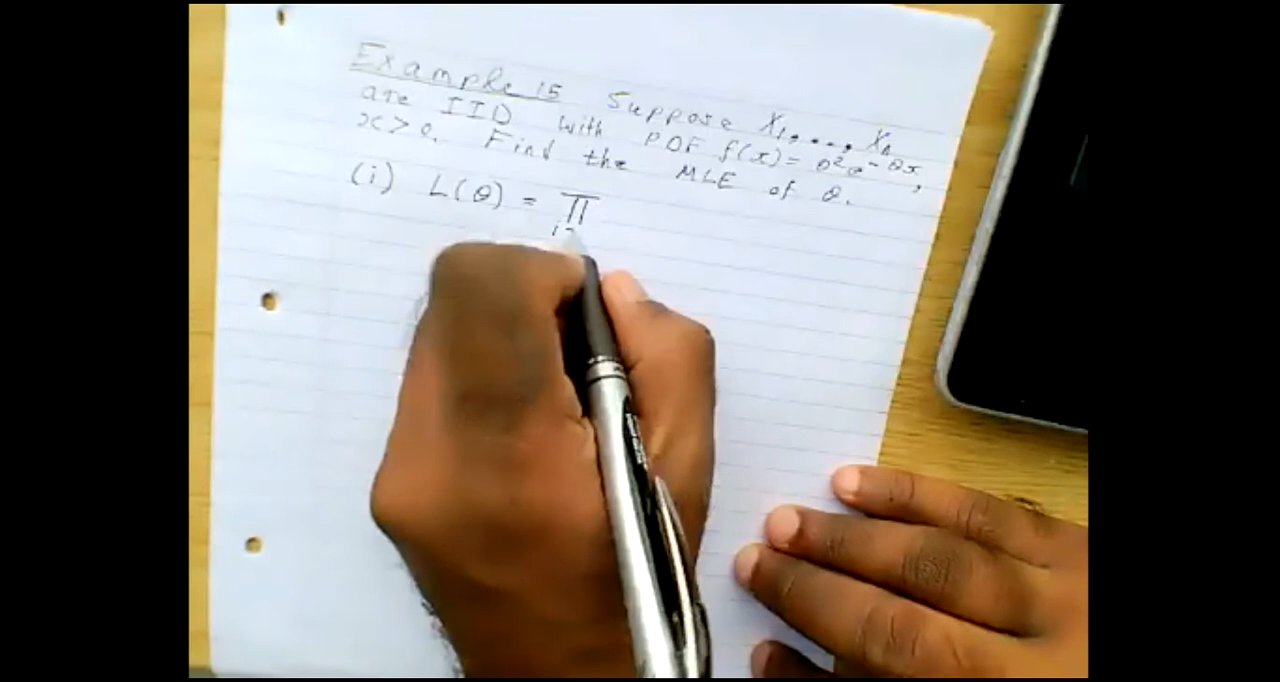 Example 15 Suppose X₁, ..., Xₙ
are IID with PDF f(x) = θ²e^-θx,
x > 0. Find the MLE of θ.
(i) L(θ) = ∏
i=